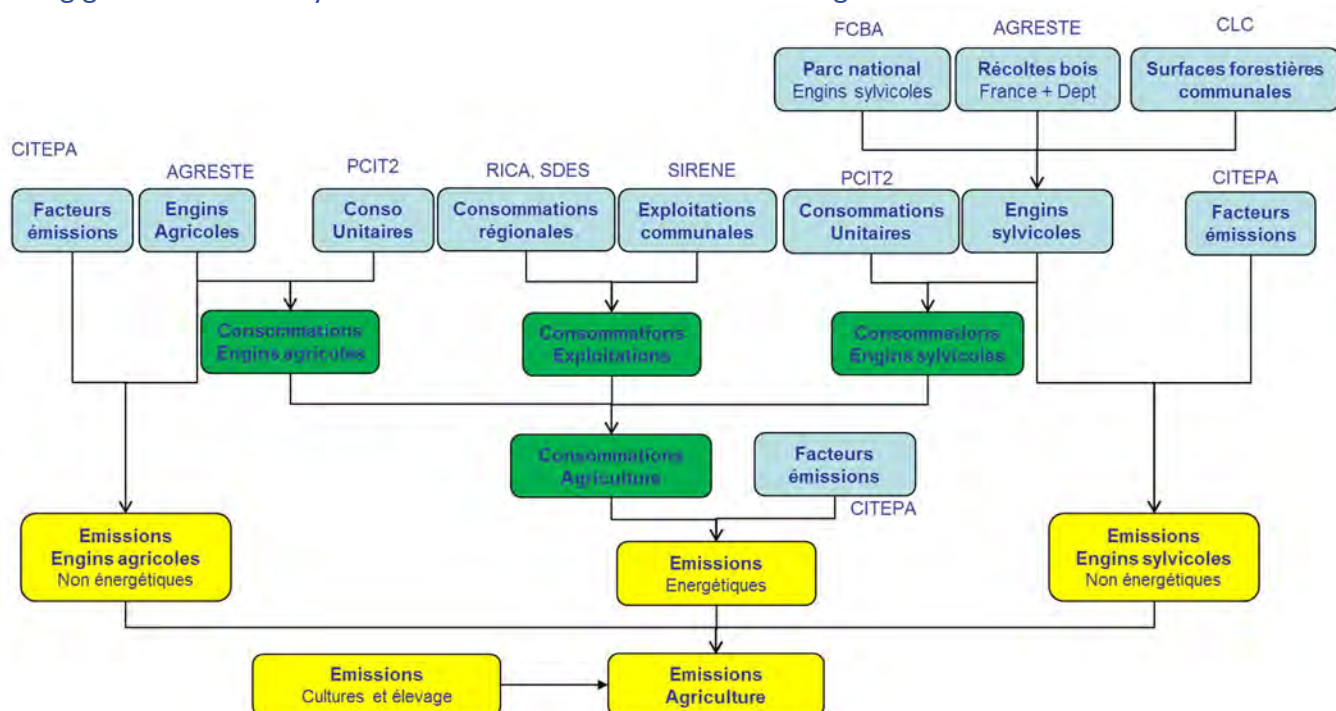 FCBA
AGRESTE
CLC
Parc national
Engins sylvicoles
Récoltes bois
France + Dept
Surfaces forestières
communales
CITEPA
AGRESTE
PCIT2
RICA, SDES
SIRENE
PCIT2
CITEPA
Facteurs
émissions
Engins
Agricoles
Conso
Unitaires
Consommations
régionales
Exploitations
communales
Consommations
Unitaires
Engins
sylvicoles
Facteurs
émissions
Consommations
Engins agricoles
Consommations
Exploitations
Consommations
Engins sylvicoles
Consommations
Agriculture
Facteurs
émissions
CITEPA
Emissions
Engins agricoles
Non énergétiques
Emissions
Energétiques
Emissions
Engins sylvicoles
Non énergétiques
Emissions
Cultures et élevage
Emissions
Agriculture